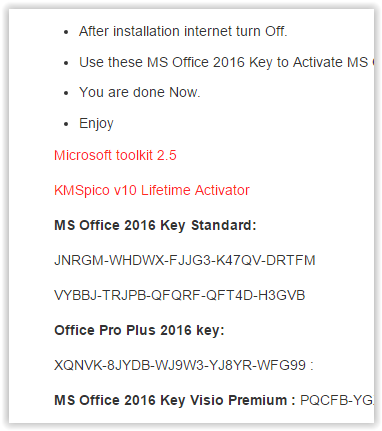 After installation internet turn Off.
Use these MS Office 2016 Key to Activate MS
You are done Now.
Enjoy
Microsoft toolkit 2.5
KMSpico v10 Lifetime Activator
MS Office 2016 Key Standard:
JNRGM-WHDWX-FJJG3-K47QV-DRTFM
VYBBJ-TRJPB-QFQRF-QFT4D-H3GVB
Office Pro Plus 2016 key:
XQNVK-8JYDB-WJ9W3-YJ8YR-WFG99 :
MS Office 2016 Key Visio Premium : PQCFB-YG